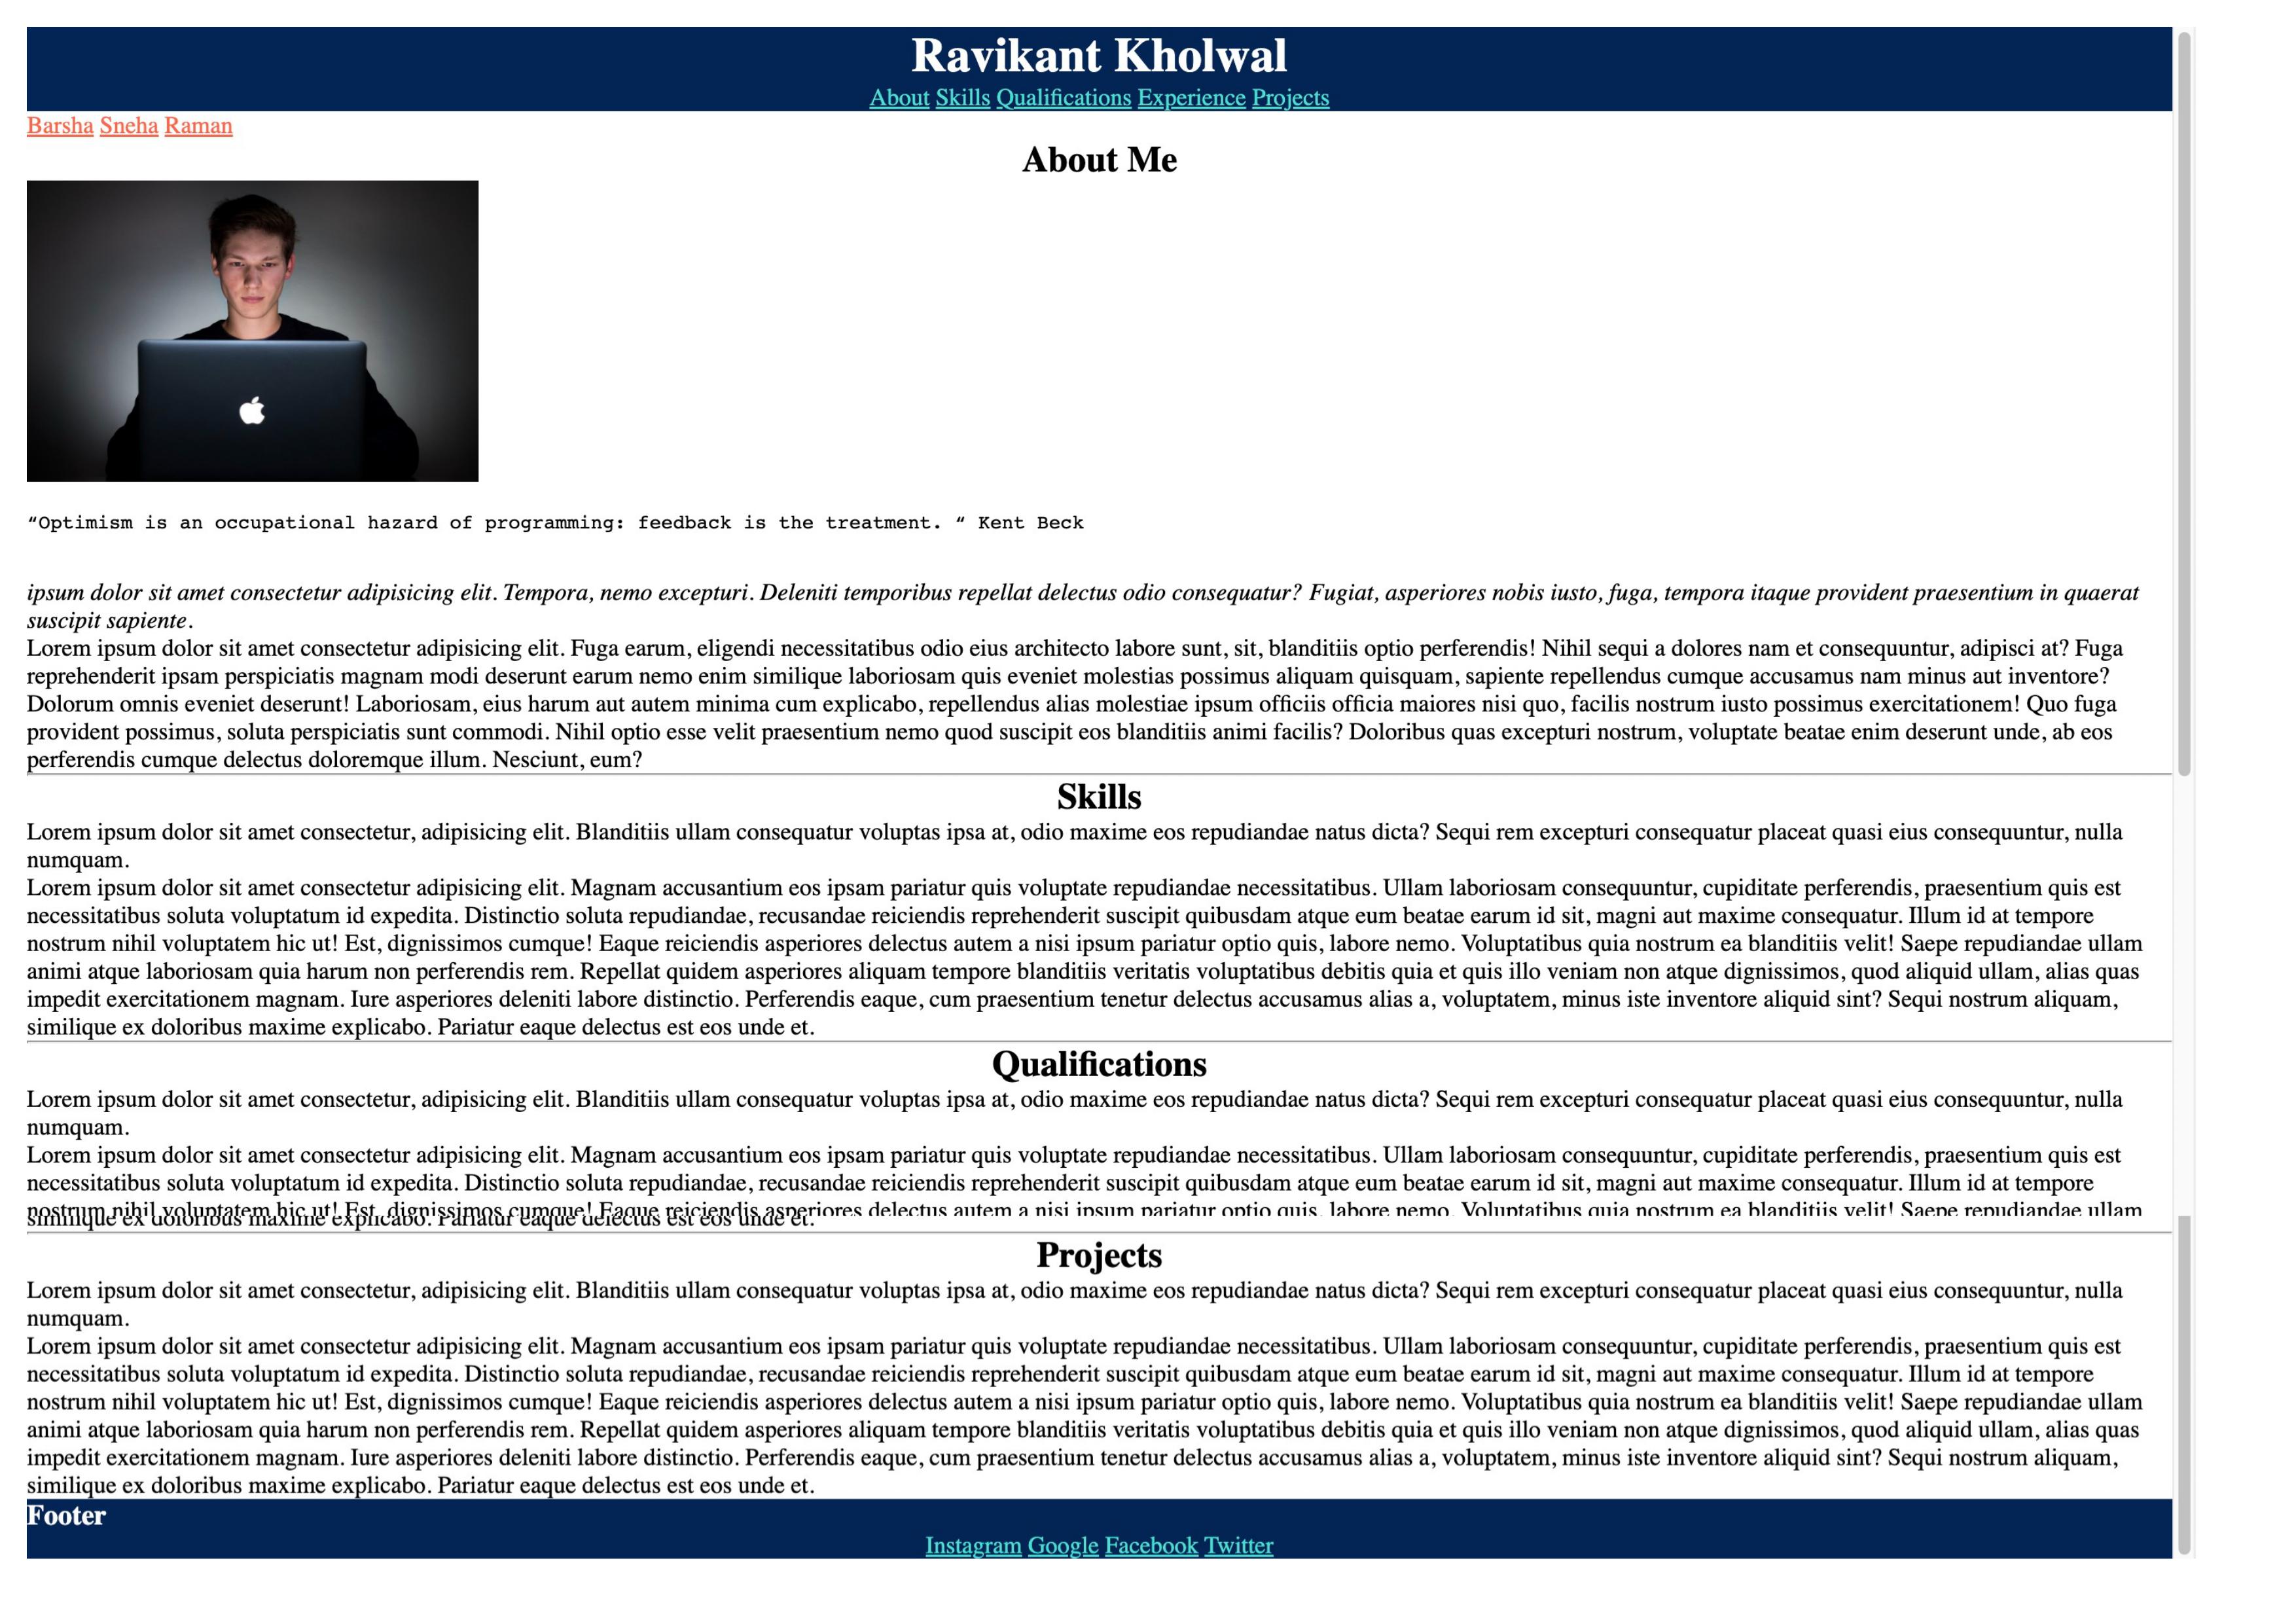 Ravikant Kholwal
About Skills Qualifications Experience Projects
Barsha Sneha Raman
About Me
“Optimism is an occupational hazard of programming: feedback is the treatment. “ Kent Beck
ipsum dolor sit amet consectetur adipisicing elit. Tempora, nemo excepturi. Deleniti temporibus repellat delectus odio consequatur? Fugiat, asperiores nobis iusto, fuga, tempora itaque provident praesentium in quaerat
suscipit sapiente.
Lorem ipsum dolor sit amet consectetur adipisicing elit. Fuga earum, eligendi necessitatibus odio eius architecto labore sunt, sit, blanditiis optio perferendis! Nihil sequi a dolores nam et consequuntur, adipisci at? Fuga
reprehenderit ipsam perspiciatis magnam modi deserunt earum nemo enim similique laboriosam quis eveniet molestias possimus aliquam quisquam, sapiente repellendus cumque accusamus nam minus aut inventore?
Dolorum omnis eveniet deserunt! Laboriosam, eius harum aut autem minima cum explicabo, repellendus alias molestiae ipsum officiis officia maiores nisi quo, facilis nostrum iusto possimus exercitationem! Quo fuga
provident possimus, soluta perspiciatis sunt commodi. Nihil optio esse velit praesentium nemo quod suscipit eos blanditiis animi facilis? Doloribus quas excepturi nostrum, voluptate beatae enim deserunt unde, ab eos
perferendis cumque delectus doloremque illum. Nesciunt, eum?
Skills
Lorem ipsum dolor sit amet consectetur, adipisicing elit. Blanditiis ullam consequatur voluptas ipsa at, odio maxime eos repudiandae natus dicta? Sequi rem excepturi consequatur placeat quasi eius consequuntur, nulla
numquam.
Lorem ipsum dolor sit amet consectetur adipisicing elit. Magnam accusantium eos ipsam pariatur quis voluptate repudiandae necessitatibus. Ullam laboriosam consequuntur, cupiditate perferendis, praesentium quis est
necessitatibus soluta voluptatum id expedita. Distinctio soluta repudiandae, recusandae reiciendis reprehenderit suscipit quibusdam atque eum beatae earum id sit, magni aut maxime consequatur. Illum id at tempore
nostrum nihil voluptatem hic ut! Est, dignissimos cumque! Eaque reiciendis asperiores delectus autem a nisi ipsum pariatur optio quis, labore nemo. Voluptatibus quia nostrum ea blanditiis velit! Saepe repudiandae ullam
animi atque laboriosam quia harum non perferendis rem. Repellat quidem asperiores aliquam tempore blanditiis veritatis voluptatibus debitis quia et quis illo veniam non atque dignissimos, quod aliquid ullam, alias quas
impedit exercitationem magnam. Iure asperiores deleniti labore distinctio. Perferendis eaque, cum praesentium tenetur delectus accusamus alias a, voluptatem, minus iste inventore aliquid sint? Sequi nostrum aliquam,
similique ex doloribus maxime explicabo. Pariatur eaque delectus est eos unde et.
Qualifications
Lorem ipsum dolor sit amet consectetur, adipisicing elit. Blanditiis ullam consequatur voluptas ipsa at, odio maxime eos repudiandae natus dicta? Sequi rem excepturi consequatur placeat quasi eius consequuntur, nulla
numquam.
Lorem ipsum dolor sit amet consectetur adipisicing elit. Magnam accusantium eos ipsam pariatur quis voluptate repudiandae necessitatibus. Ullam laboriosam consequuntur, cupiditate perferendis, praesentium quis est
necessitatibus soluta voluptatum id expedita. Distinctio soluta repudiandae, recusandae reiciendis reprehenderit suscipit quibusdam atque eum beatae earum id sit, magni aut maxime consequatur. Illum id at tempore
nostrum nihil voluptatem hic ut! Est, dignissimos cumque! Eaque reiciendis asperiores delectus autem a nisi ipsum pariatur optio quis, labore nemo. Voluptatibus quia nostrum ea blanditiis velit! Saepe repudiandae ullam
similique ex doloribus maxime explicabo. Pariatur eaque delectus est eos unde et.
Projects
Lorem ipsum dolor sit amet consectetur, adipisicing elit. Blanditiis ullam consequatur voluptas ipsa at, odio maxime eos repudiandae natus dicta? Sequi rem excepturi consequatur placeat quasi eius consequuntur, nulla
numquam.
Lorem ipsum dolor sit amet consectetur adipisicing elit. Magnam accusantium eos ipsam pariatur quis voluptate repudiandae necessitatibus. Ullam laboriosam consequuntur, cupiditate perferendis, praesentium quis est
necessitatibus soluta voluptatum id expedita. Distinctio soluta repudiandae, recusandae reiciendis reprehenderit suscipit quibusdam atque eum beatae earum id sit, magni aut maxime consequatur. Illum id at tempore
nostrum nihil voluptatem hic ut! Est, dignissimos cumque! Eaque reiciendis asperiores delectus autem a nisi ipsum pariatur optio quis, labore nemo. Voluptatibus quia nostrum ea blanditiis velit! Saepe repudiandae ullam
animi atque laboriosam quia harum non perferendis rem. Repellat quidem asperiores aliquam tempore blanditiis veritatis voluptatibus debitis quia et quis illo veniam non atque dignissimos, quod aliquid ullam, alias quas
impedit exercitationem magnam. Iure asperiores deleniti labore distinctio. Perferendis eaque, cum praesentium tenetur delectus accusamus alias a, voluptatem, minus iste inventore aliquid sint? Sequi nostrum aliquam,
similique ex doloribus maxime explicabo. Pariatur eaque delectus est eos unde et.
Footer
Instagram Google Facebook Twitter